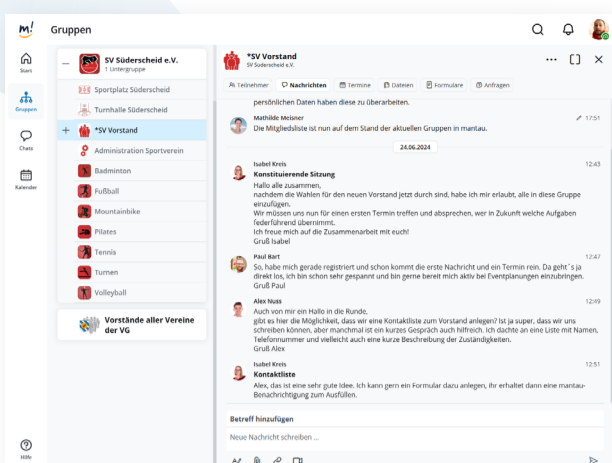 m!
Gruppen
Start
Gruppen
Chats
Kalender
Hilfe
SV Süderscheid e.V.
1 Untergruppe
Sportplatz Süderscheid
Turnhalle Süderscheid
*SV Vorstand
Administration Sportverein
Badminton
Fußball
Mountainbike
Pilates
Tennis
Turnen
Volleyball
Vorstände aller Vereine
der VG
*SV Vorstand
SV Süderscheid e.V.
Teilnehmer Nachrichten Termine Dateien Formulare Anfragen
persönlichen Daten haben diese zu überarbeiten.
Mathilde Meisner 17:51
Die Mitgliedsliste ist nun auf dem Stand der aktuellen Gruppen in mantau.
24.06.2024
Isabel Kreis 12:43
Konstituierende Sitzung
Hallo alle zusammen,
nachdem die Wahlen für den neuen Vorstand jetzt durch sind, habe ich mir erlaubt, alle in diese Gruppe
einzufügen.
Wir müssen uns nun für einen ersten Termin treffen und absprechen, wer in Zukunft welche Aufgaben
federführend übernimmt.
Ich freue mich auf die Zusammenarbeit mit euch!
Gruß Isabel
Paul Bart 12:47
So, habe mich gerade registriert und schon kommt die erste Nachricht und ein Termin rein. Da geht´s ja
direkt los, ich bin schon sehr gespannt und bin gerne bereit mich aktiv bei Eventplanungen einzubringen.
Gruß Paul
Alex Nuss 12:49
Auch von mir ein Hallo in die Runde,
gibt es hier die Möglichkeit, dass wir eine Kontaktliste zum Vorstand anlegen? Ist ja super, dass wir uns
schreiben können, aber manchmal ist ein kurzes Gespräch auch hilfreich. Ich dachte an eine Liste mit Namen,
Telefonnummer und vielleicht auch eine kurze Beschreibung der Zuständigkeiten.
Gruß Alex
Isabel Kreis 12:51
Kontaktliste
Alex, das ist eine sehr gute Idee. Ich kann gern ein Formular dazu anlegen, ihr erhaltet dann eine mantau-
Benachrichtigung zum Ausfüllen.
Betreff hinzufügen
Neue Nachricht schreiben ...